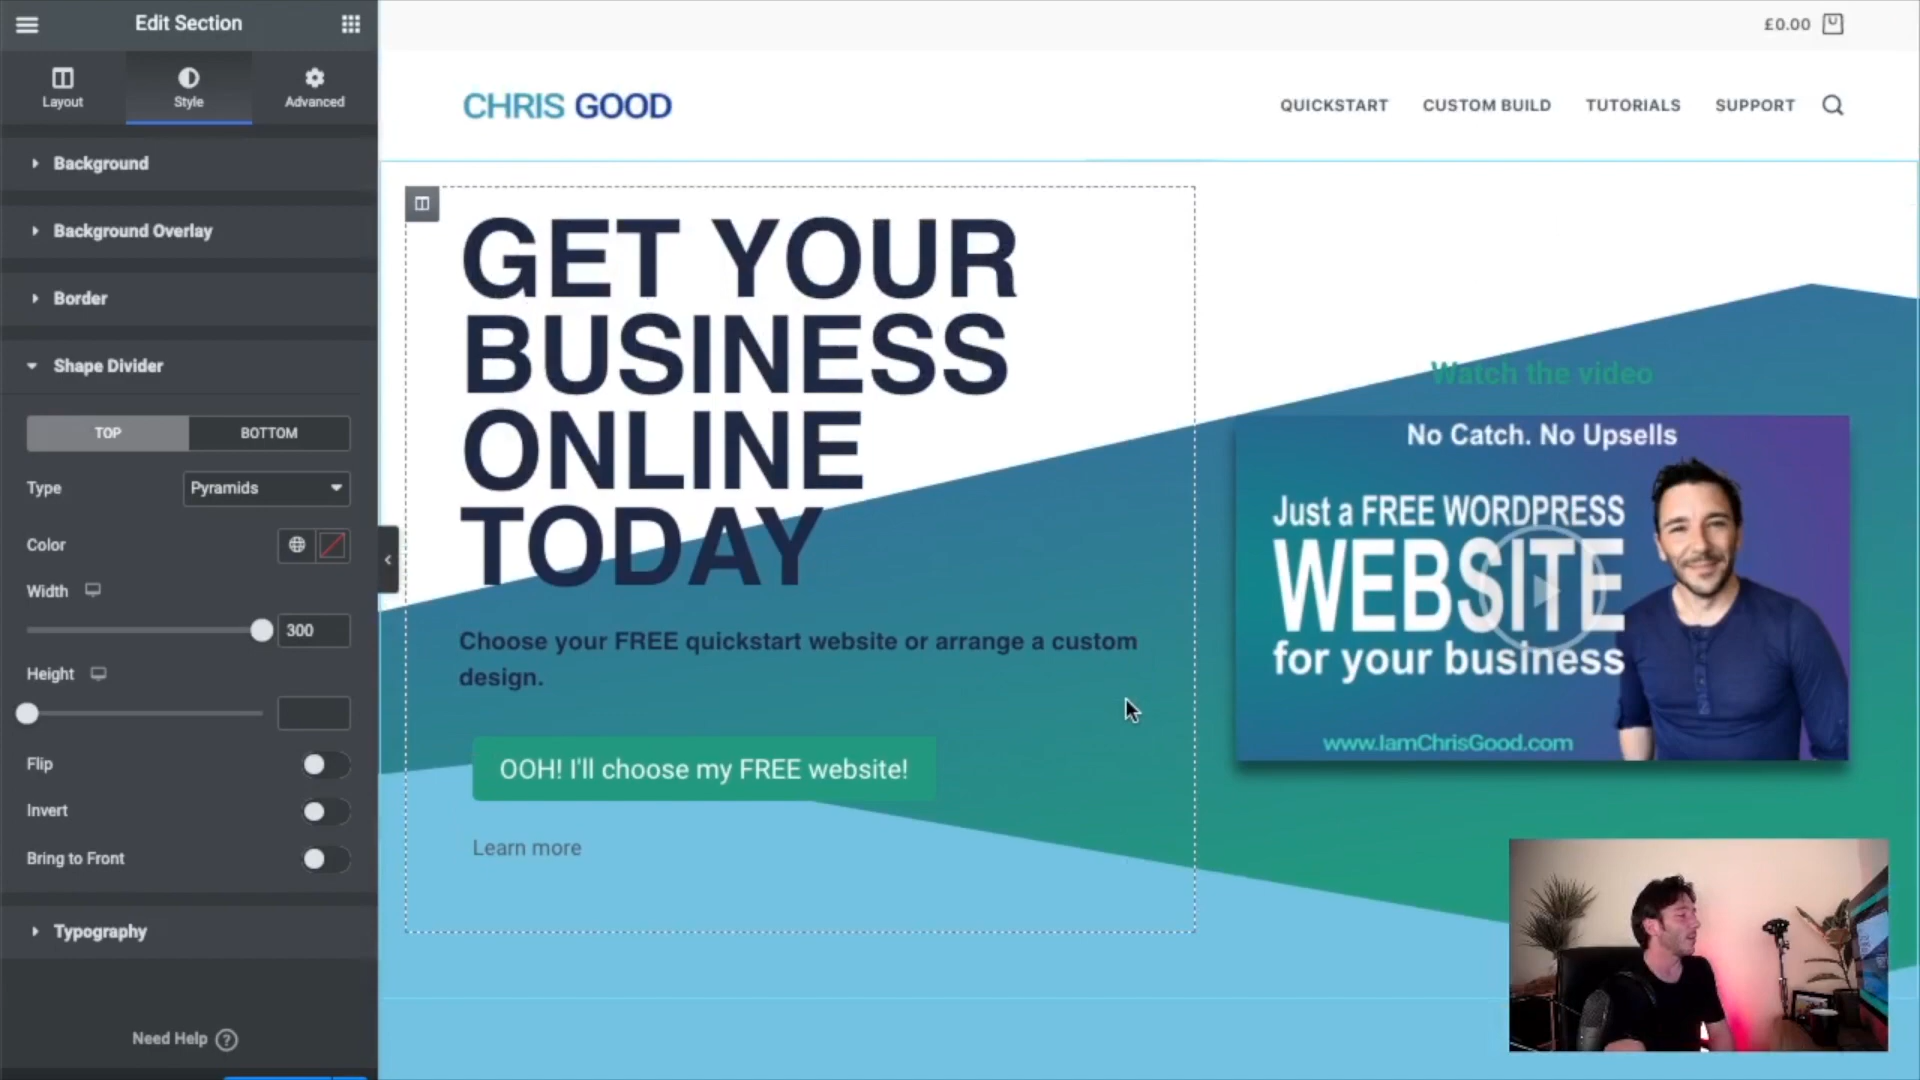 Edit Section
Layout
Style
Advanced
Background
Background Overlay
Border
Shape Divider
TOP
BOTTOM
Type
Pyramids
Color
Width
300
Height
Flip
Invert
Bring to Front
Typography
Need Help ?
£0.00
CHRIS GOOD
QUICKSTART
CUSTOM BUILD
TUTORIALS
SUPPORT
GET YOUR
BUSINESS
ONLINE
TODAY
Choose your FREE quickstart website or arrange a custom
design.
OOH! I'll choose my FREE website!
Learn more
Watch the video
No Catch. No Upsells
Just a FREE WORDPRESS
WEBSITE
for your business
www.IamChrisGood.com